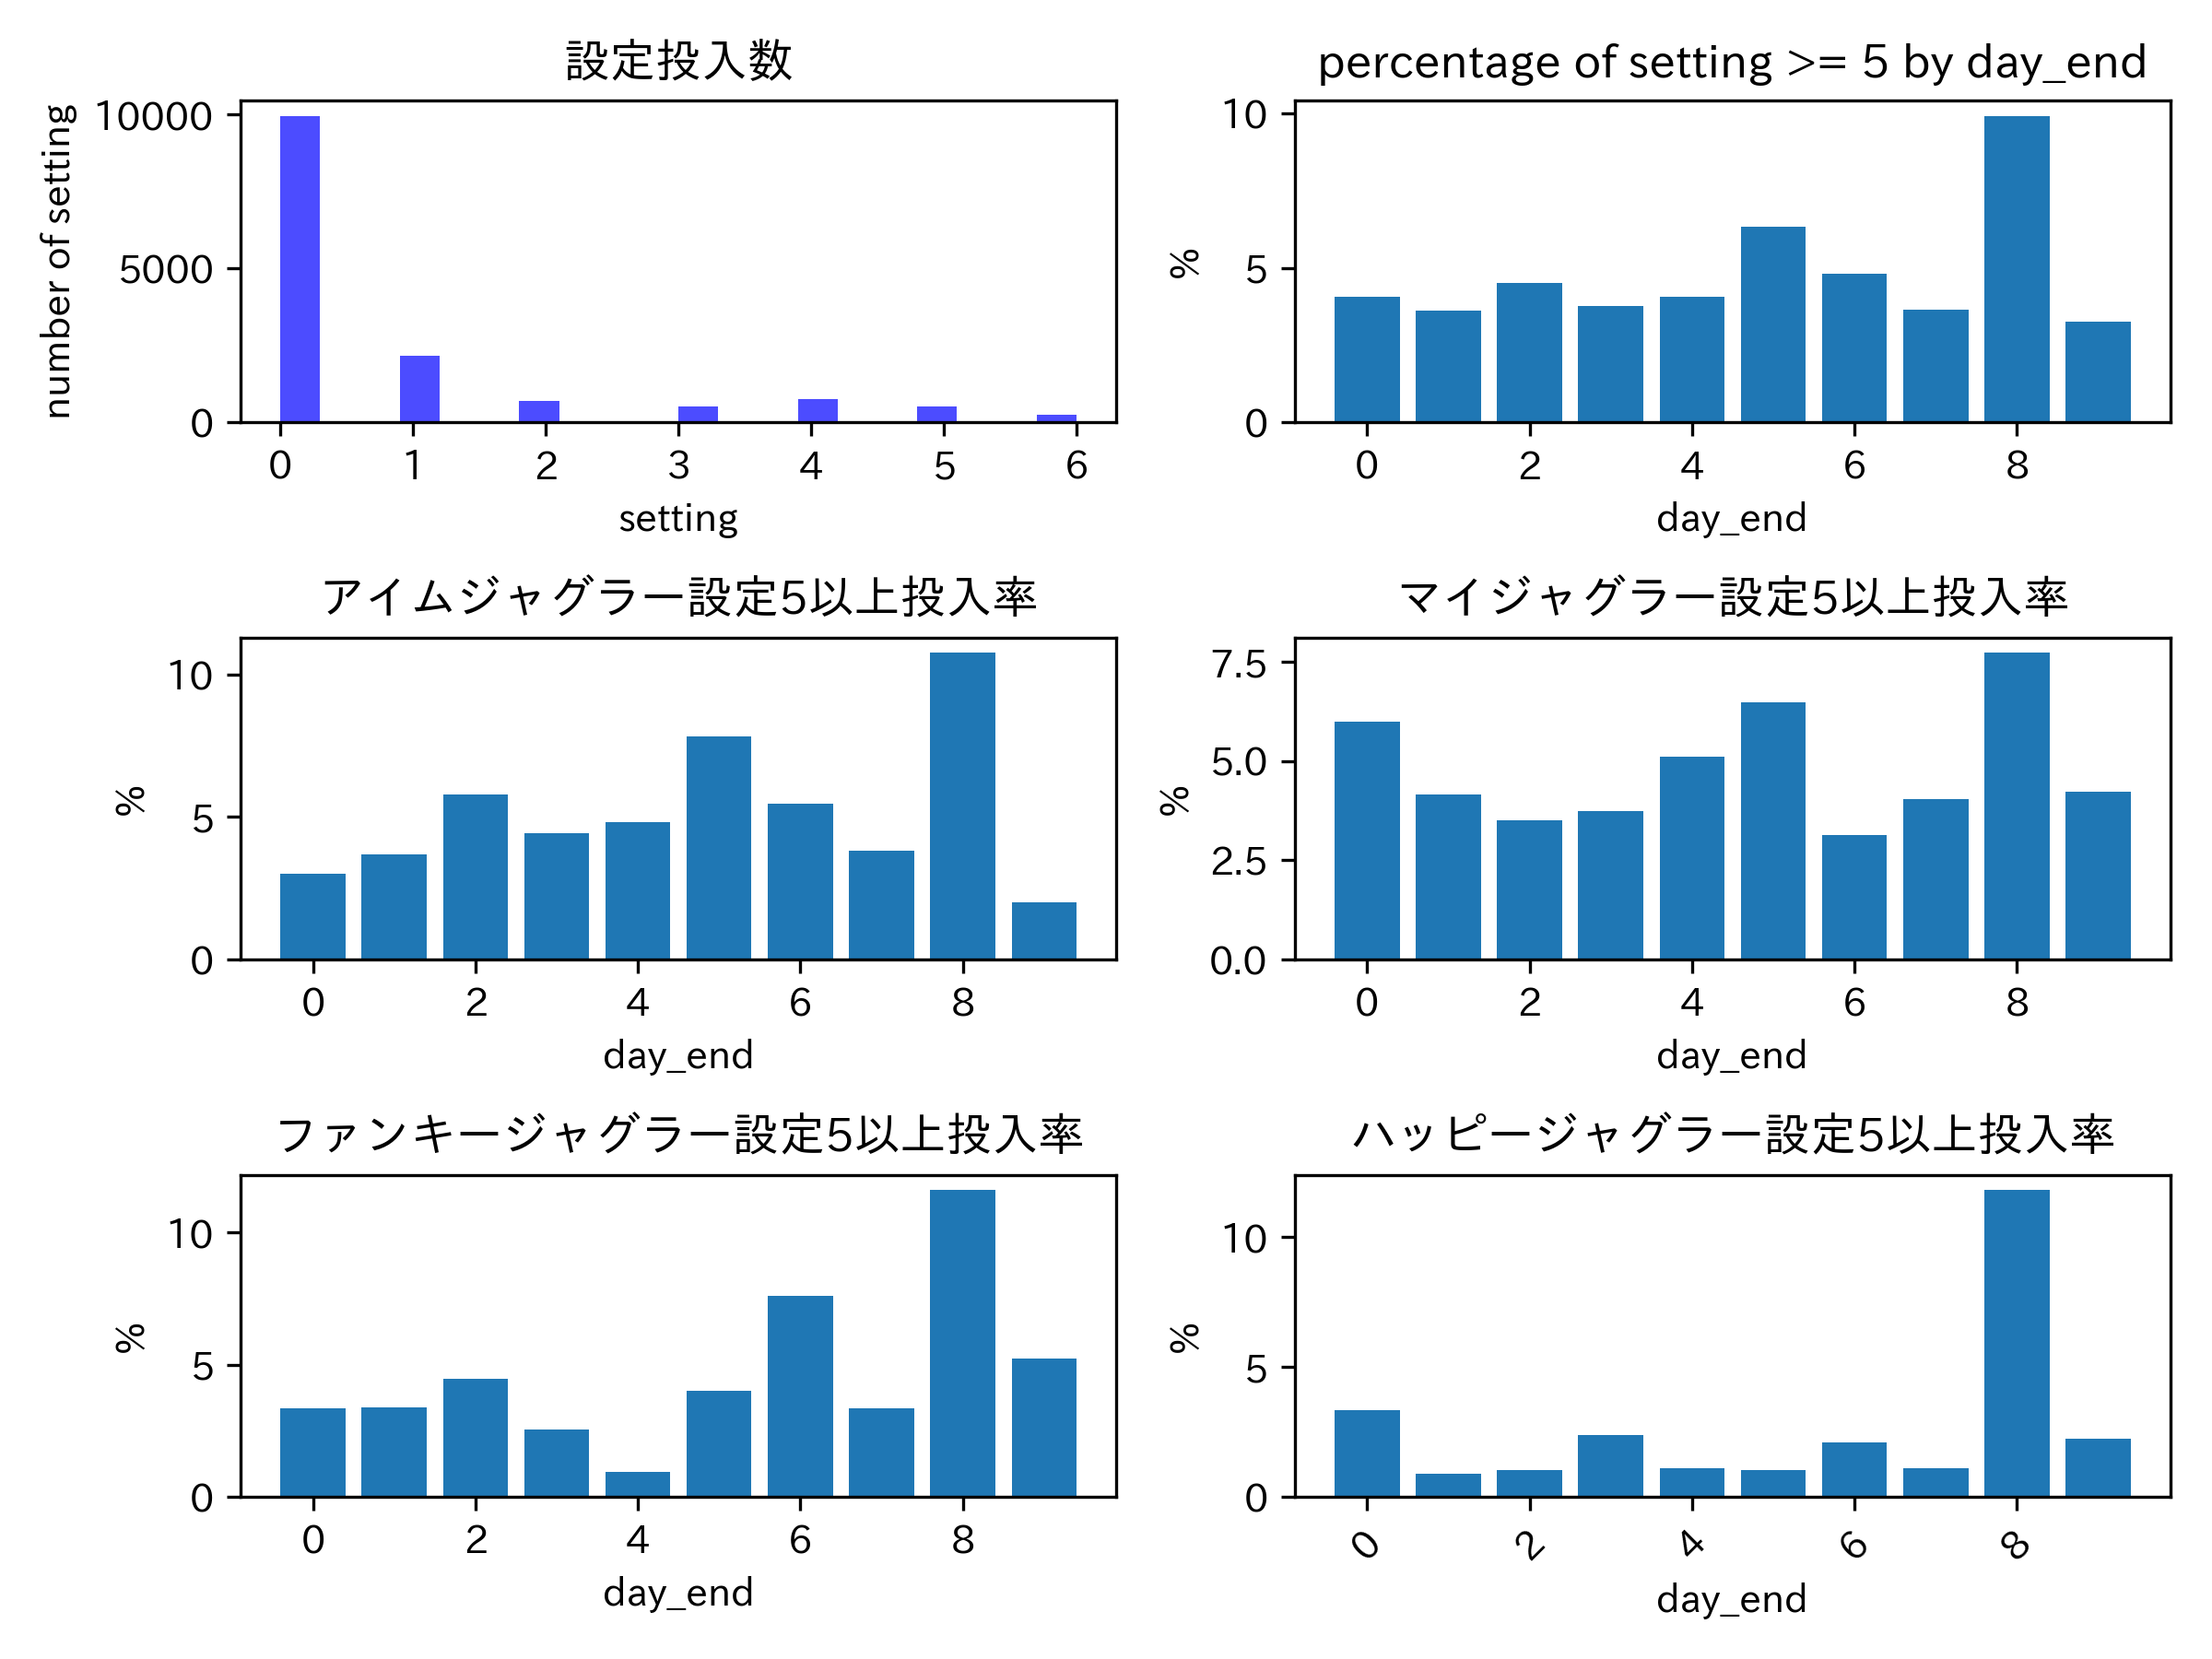 設定投入数
number of setting
10000
5000
0
0 1 2 3 4 5 6
setting
percentage of setting >= 5 by day_end
%
10
5
0
0 2 4 6 8
day_end
アイムジャグラー設定5以上投入率
%
10
5
0
0 2 4 6 8
day_end
マイジャグラー設定5以上投入率
%
7.5
5.0
2.5
0.0
0 2 4 6 8
day_end
ファンキージャグラー設定5以上投入率
%
10
5
0
0 2 4 6 8
day_end
ハッピージャグラー設定5以上投入率
%
10
5
0
0 2 4 6 8
day_end